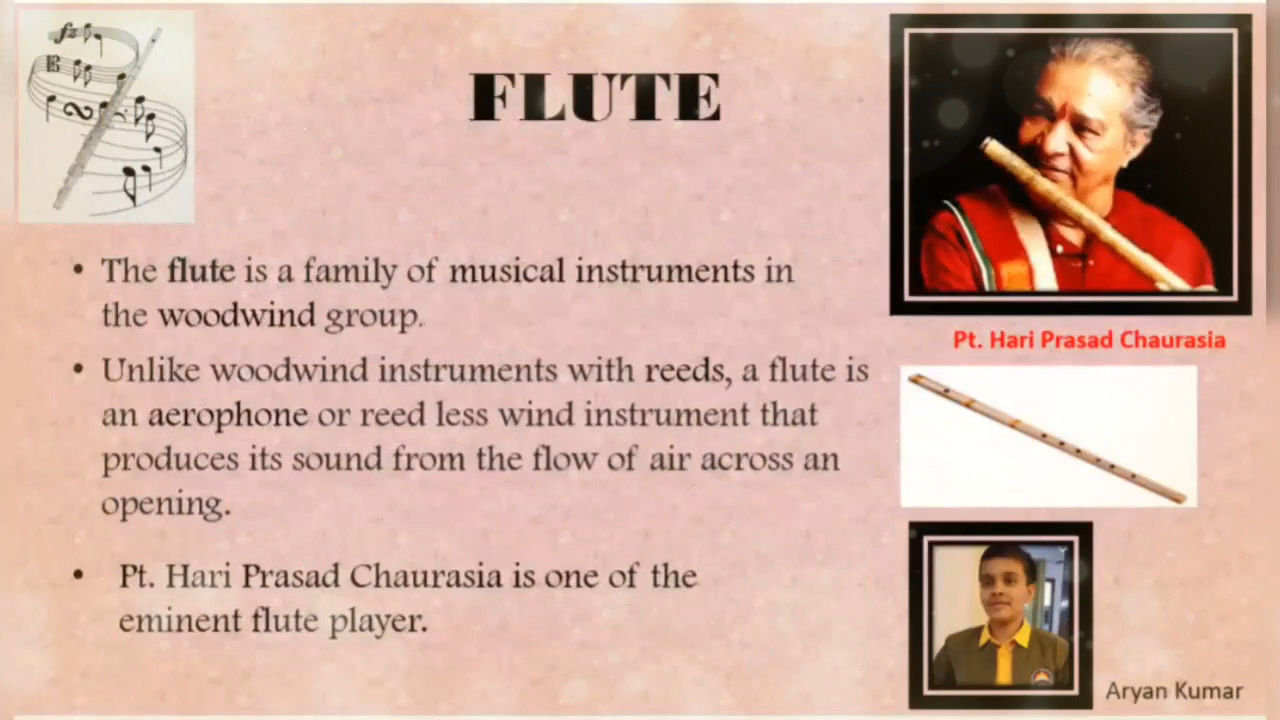 FLUTE
• The flute is a family of musical instruments in
the woodwind group.
• Unlike woodwind instruments with reeds, a flute is
an aerophone or reed less wind instrument that
produces its sound from the flow of air across an
opening.
• Pt. Hari Prasad Chaurasia is one of the
eminent flute player.
Pt. Hari Prasad Chaurasia
Aryan Kumar